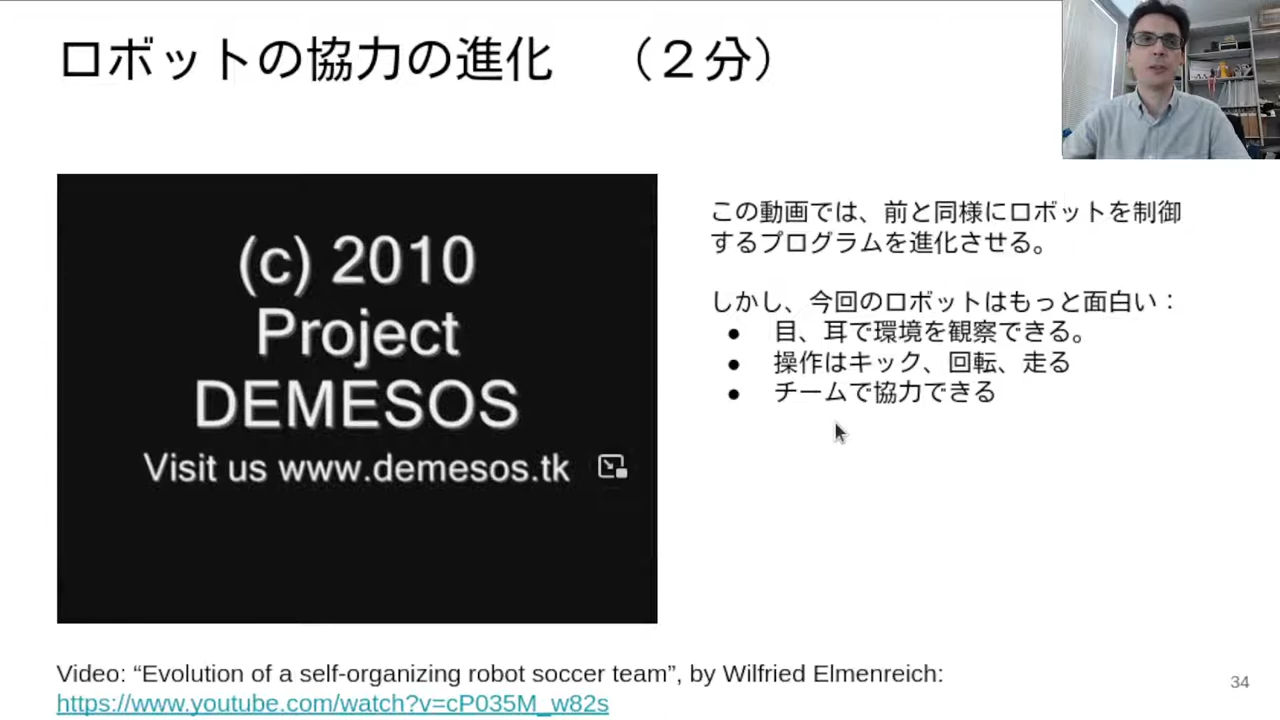 ロボットの協力の進化　（２分）
(c) 2010
Project
DEMESOS
Visit us www.demesos.tk
この動画では、前と同様にロボットを制御
するプログラムを進化させる。
しかし、今回のロボットはもっと面白い：
● 目、耳で環境を観察できる。
● 操作はキック、回転、走る
● チームで協力できる
Video: “Evolution of a self-organizing robot soccer team”, by Wilfried Elmenreich:
https://www.youtube.com/watch?v=cP035M_w82s
34